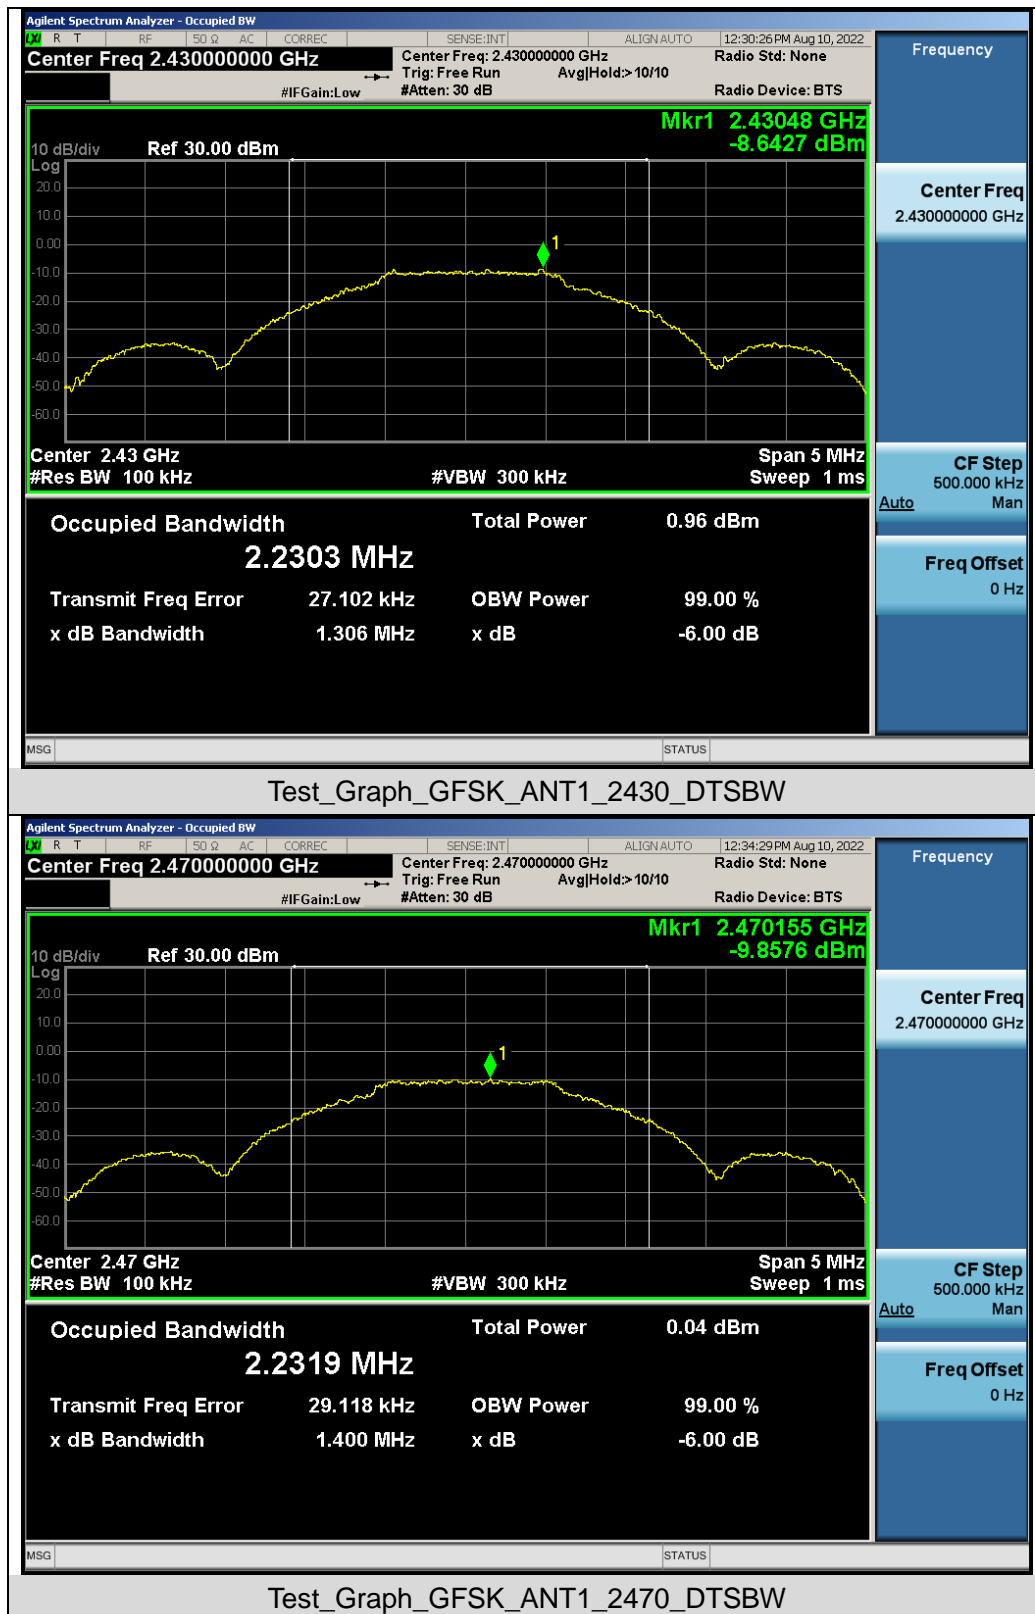 Agilent Spectrum Analyzer - Occupied BW
LXI R T RF 50 Ω AC CORREC SENSE:INT ALIGN AUTO 12:30:26 PM Aug 10, 2022
Center Freq 2.430000000 GHz
Center Freq: 2.430000000 GHz
Radio Std: None
Trig: Free Run Avg|Hold:> 10/10
#IFGain:Low
#Atten: 30 dB
Radio Device: BTS
Frequency
Mkr1 2.43048 GHz
-8.6427 dBm
10 dB/div Ref 30.00 dBm
Log
20.0
10.0
0.00
-10.0
-20.0
-30.0
-40.0
-50.0
-60.0
1
Center 2.43 GHz Span 5 MHz
#Res BW 100 kHz #VBW 300 kHz Sweep 1 ms
Center Freq
2.430000000 GHz
CF Step
500.000 kHz
Auto Man
Freq Offset
0 Hz
Occupied Bandwidth Total Power 0.96 dBm
2.2303 MHz
Transmit Freq Error 27.102 kHz OBW Power 99.00 %
x dB Bandwidth 1.306 MHz x dB -6.00 dB
MSG STATUS
Test_Graph_GFSK_ANT1_2430_DTSBW
Agilent Spectrum Analyzer - Occupied BW
LXI R T RF 50 Ω AC CORREC SENSE:INT ALIGN AUTO 12:34:29 PM Aug 10, 2022
Center Freq 2.470000000 GHz
Center Freq: 2.470000000 GHz
Radio Std: None
Trig: Free Run Avg|Hold:> 10/10
#IFGain:Low
#Atten: 30 dB
Radio Device: BTS
Frequency
Mkr1 2.470155 GHz
-9.8576 dBm
10 dB/div Ref 30.00 dBm
Log
20.0
10.0
0.00
-10.0
-20.0
-30.0
-40.0
-50.0
-60.0
1
Center 2.47 GHz Span 5 MHz
#Res BW 100 kHz #VBW 300 kHz Sweep 1 ms
Center Freq
2.470000000 GHz
CF Step
500.000 kHz
Auto Man
Freq Offset
0 Hz
Occupied Bandwidth Total Power 0.04 dBm
2.2319 MHz
Transmit Freq Error 29.118 kHz OBW Power 99.00 %
x dB Bandwidth 1.400 MHz x dB -6.00 dB
MSG STATUS
Test_Graph_GFSK_ANT1_2470_DTSBW